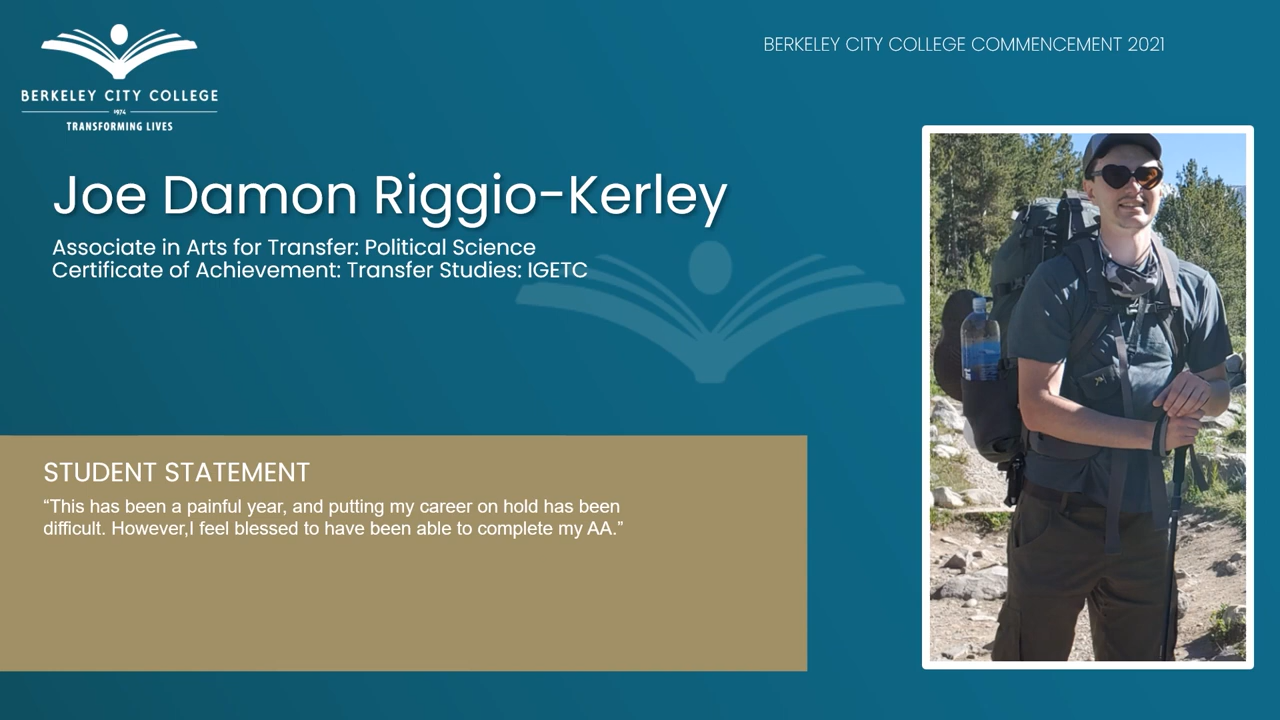 BERKELEY CITY COLLEGE
1974
TRANSFORMING LIVES
BERKELEY CITY COLLEGE COMMENCEMENT 2021
Joe Damon Riggio-Kerley
Associate in Arts for Transfer: Political Science
Certificate of Achievement: Transfer Studies: IGETC
STUDENT STATEMENT
“This has been a painful year, and putting my career on hold has been
difficult. However,I feel blessed to have been able to complete my AA.”